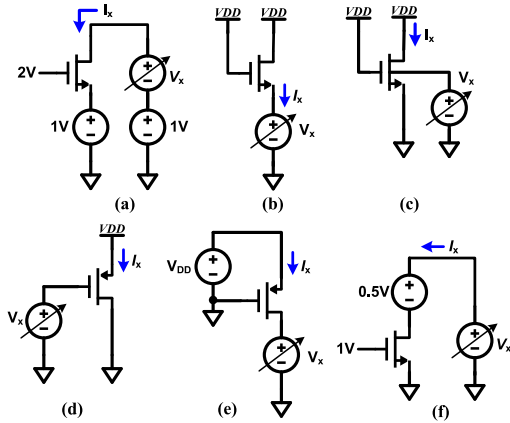 Ix
2V
Vx
1V
1V
(a)
VDD
VDD
Ix
Vx
(b)
VDD
VDD
Ix
Vx
(c)
VDD
Ix
Vx
(d)
VDD
Ix
Vx
(e)
Ix
0.5V
1V
Vx
(f)